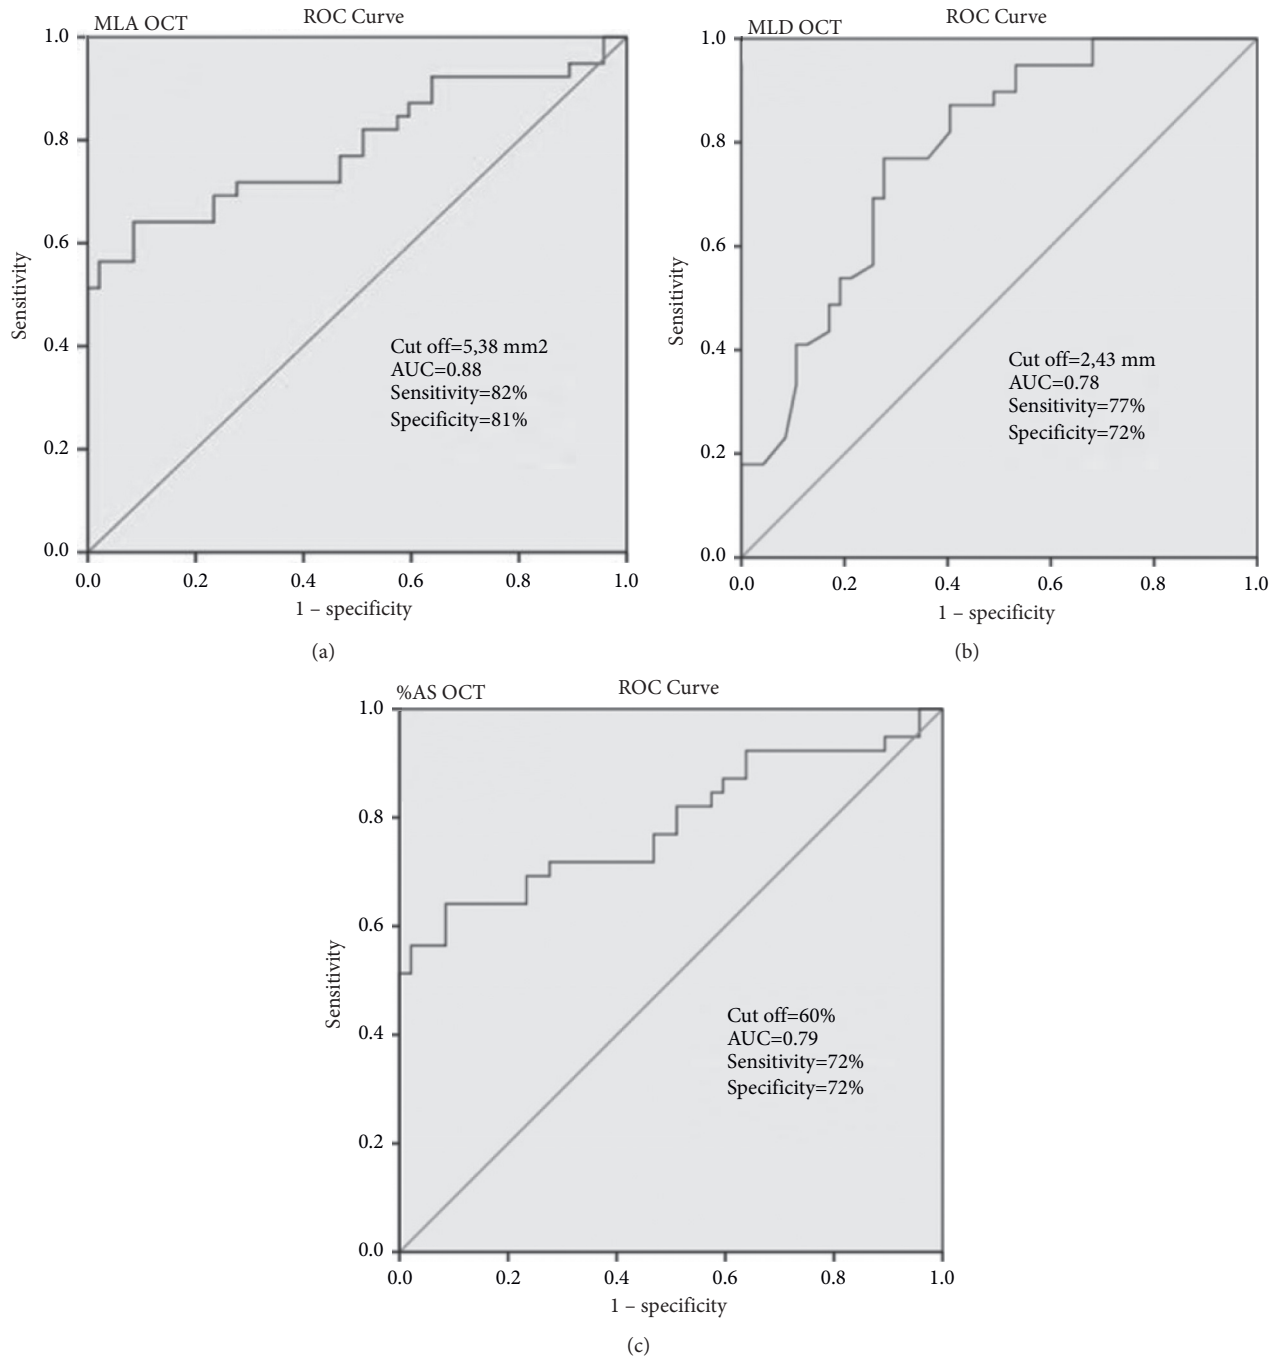 MLA OCT
ROC Curve
1.0
0.8
0.6
0.4
0.2
0.0
Sensitivity
Cut off=5,38 mm2
AUC=0.88
Sensitivity=82%
Specificity=81%
0.0 0.2 0.4 0.6 0.8 1.0
1 – specificity
(a)
MLD OCT
ROC Curve
1.0
0.8
0.6
0.4
0.2
0.0
Sensitivity
Cut off=2,43 mm
AUC=0.78
Sensitivity=77%
Specificity=72%
0.0 0.2 0.4 0.6 0.8 1.0
1 – specificity
(b)
%AS OCT
ROC Curve
1.0
0.8
0.6
0.4
0.2
0.0
Sensitivity
Cut off=60%
AUC=0.79
Sensitivity=72%
Specificity=72%
0.0 0.2 0.4 0.6 0.8 1.0
1 – specificity
(c)